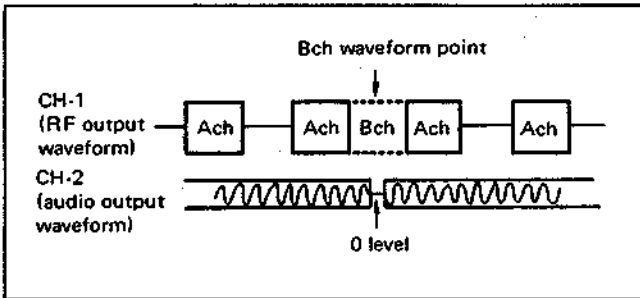 Bch waveform point
CH-1
(RF output
waveform)
Ach
Ach
Bch
Ach
Ach
CH-2
(audio output
waveform)
0 level